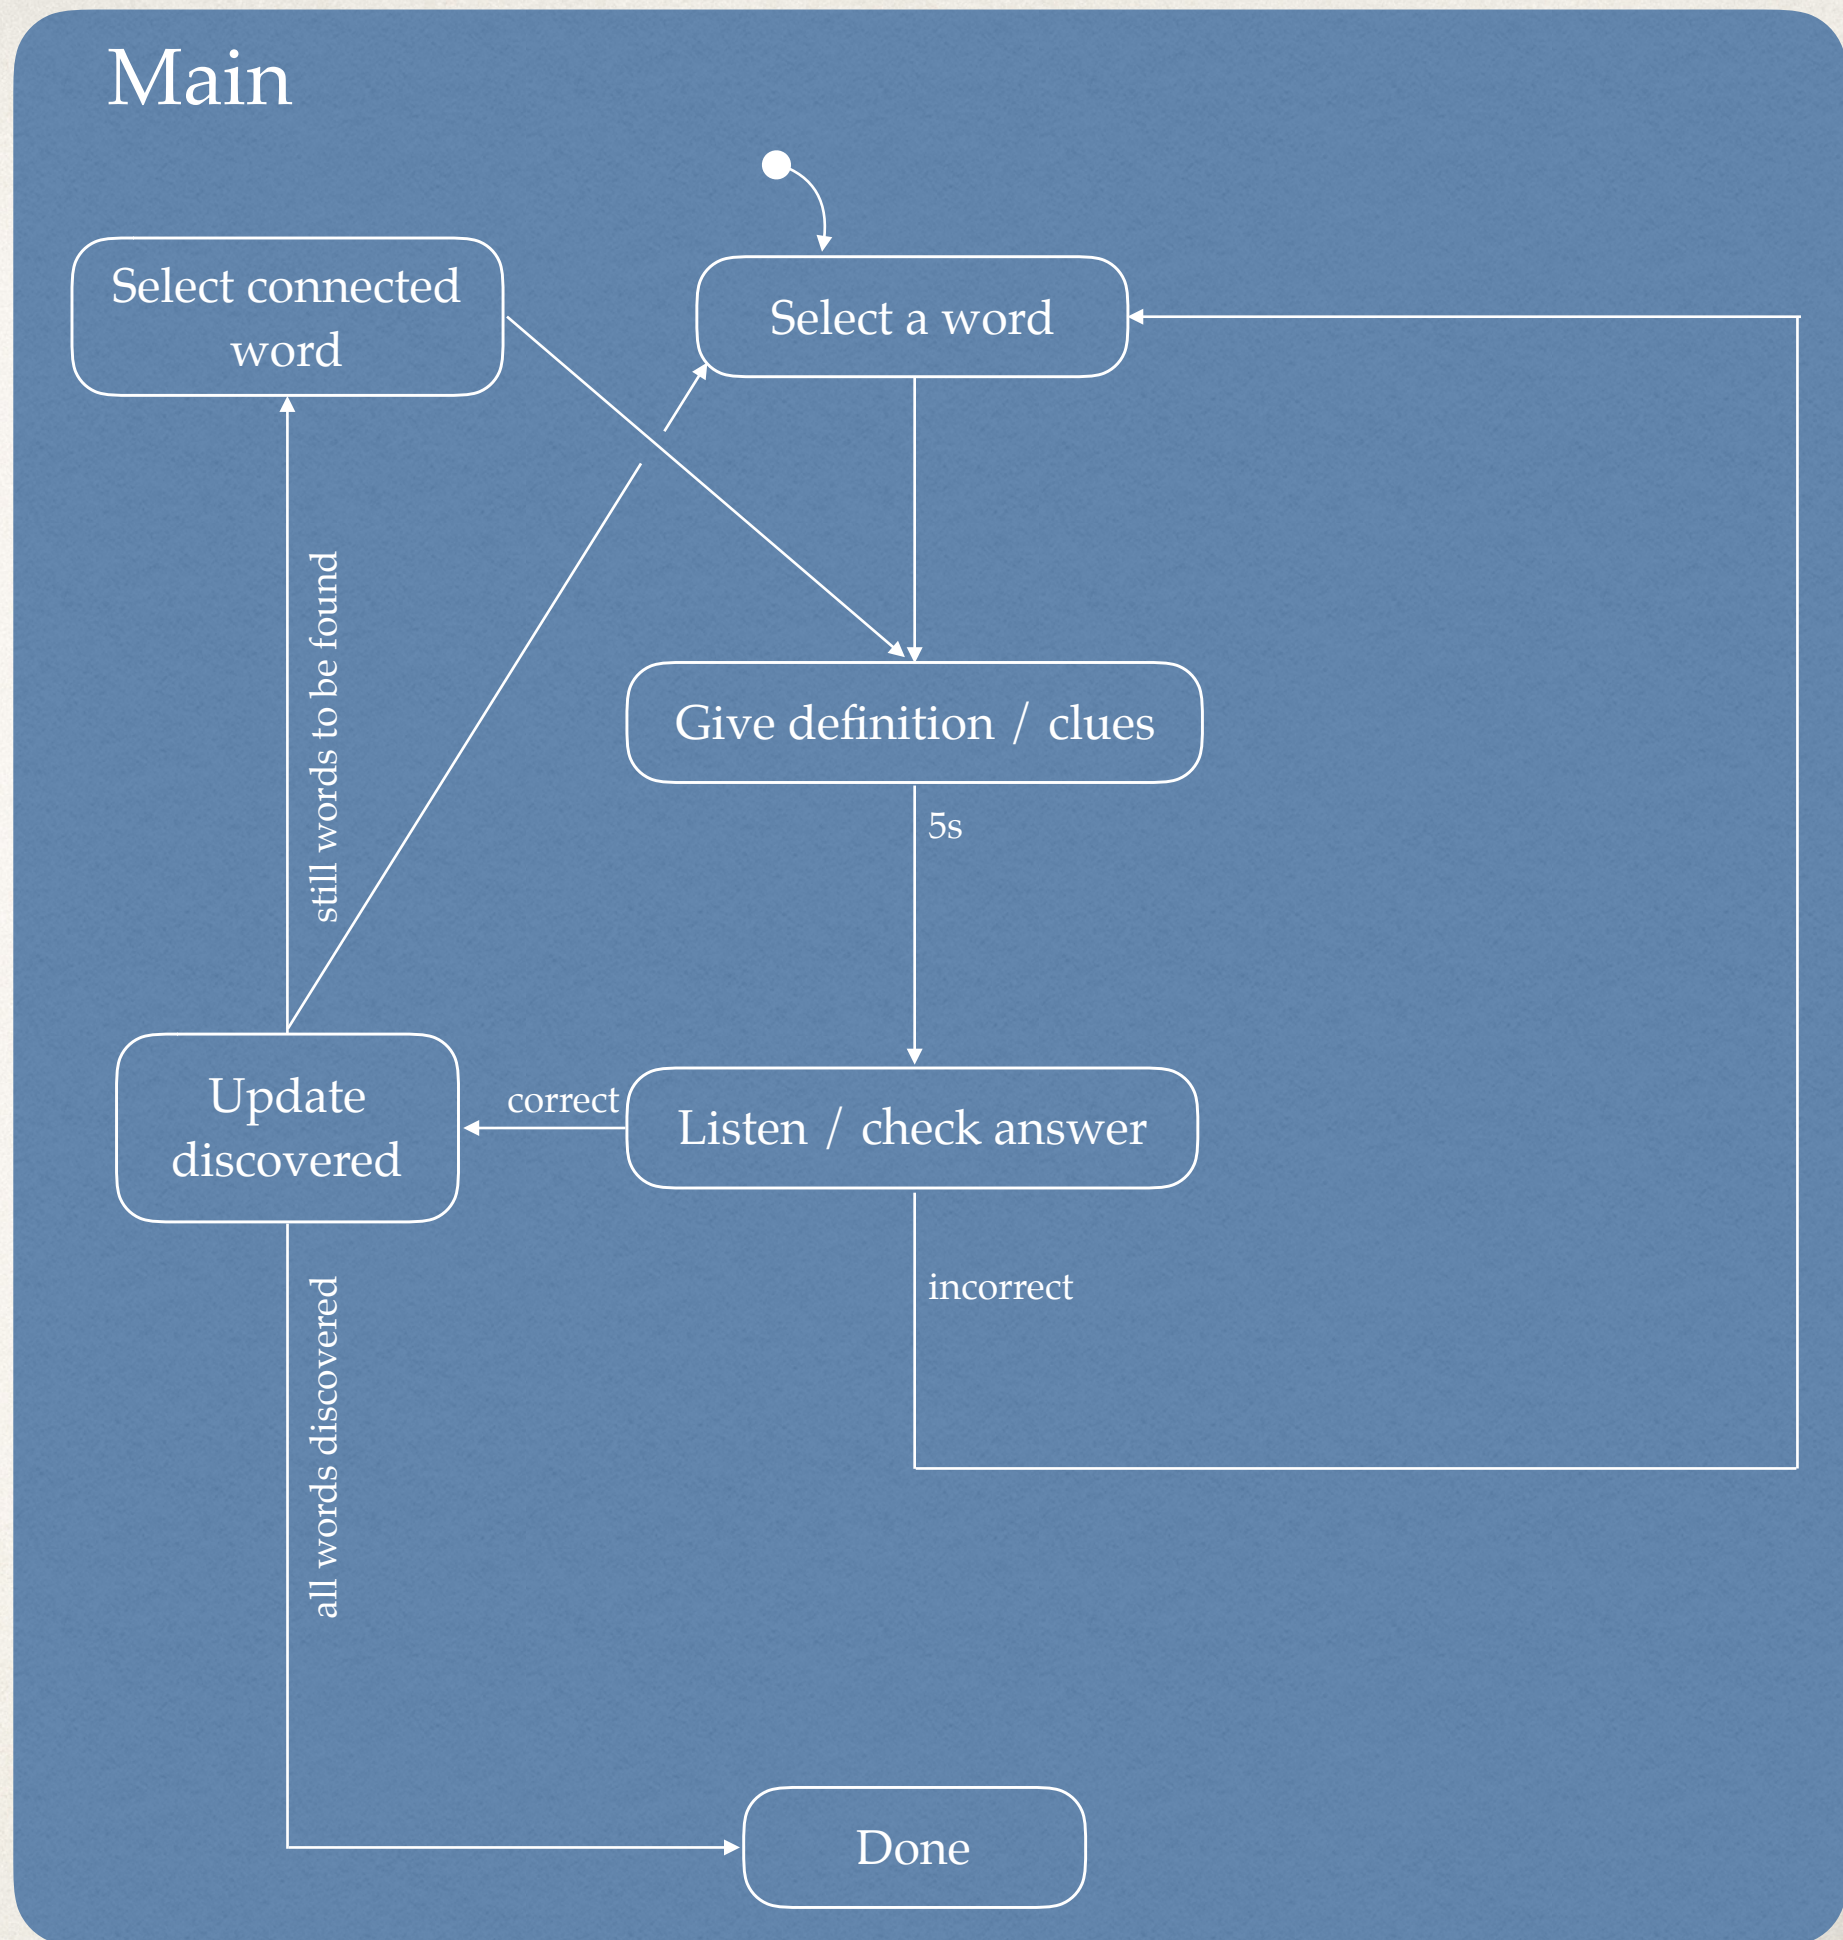 Main
Select connected
word
Select a word
still words to be found
Give definition / clues
5s
Update
discovered
correct
Listen / check answer
incorrect
all words discovered
Done